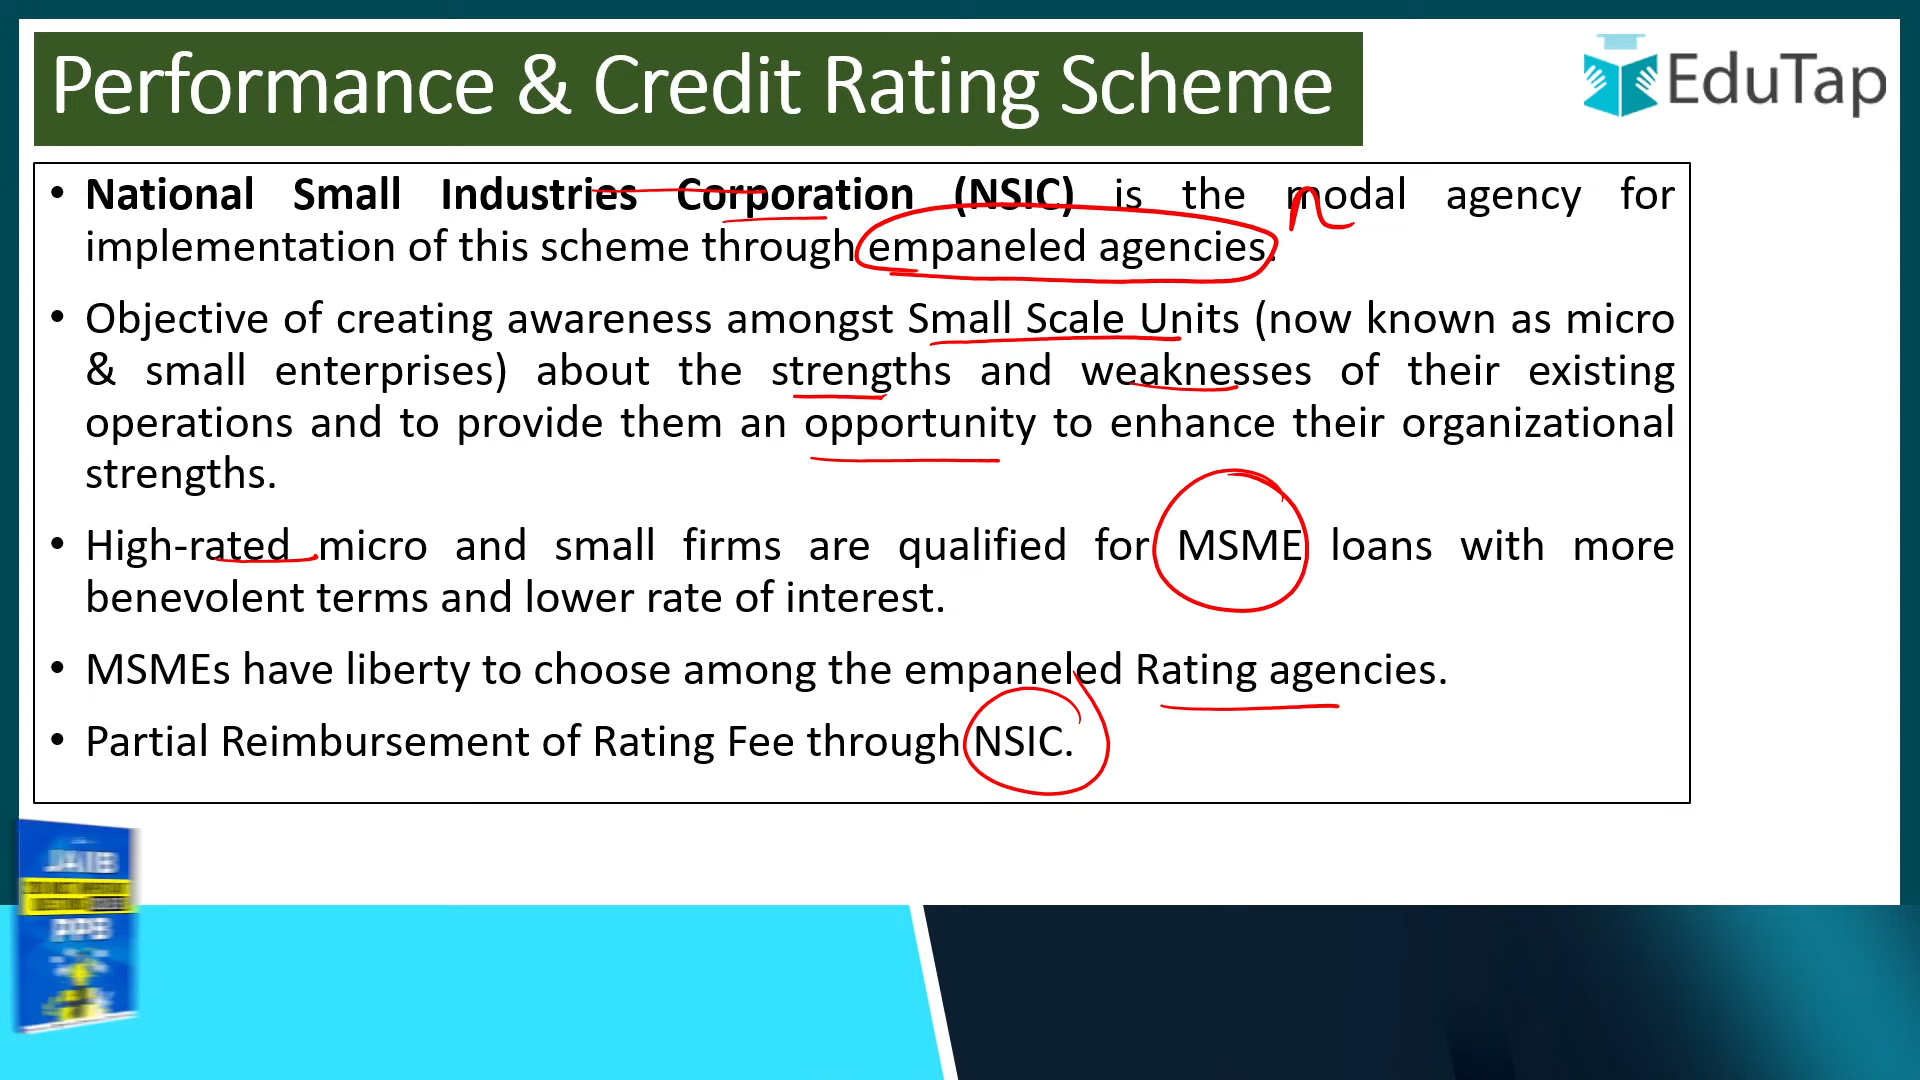 Performance & Credit Rating Scheme
EduTap
• National Small Industries Corporation (NSIC) is the modal agency for
n
implementation of this scheme through empaneled agencies.
• Objective of creating awareness amongst Small Scale Units (now known as micro
& small enterprises) about the strengths and weaknesses of their existing
operations and to provide them an opportunity to enhance their organizational
strengths.
• High-rated micro and small firms are qualified for MSME loans with more
benevolent terms and lower rate of interest.
• MSMEs have liberty to choose among the empaneled Rating agencies.
• Partial Reimbursement of Rating Fee through NSIC.
JAIB
PPB